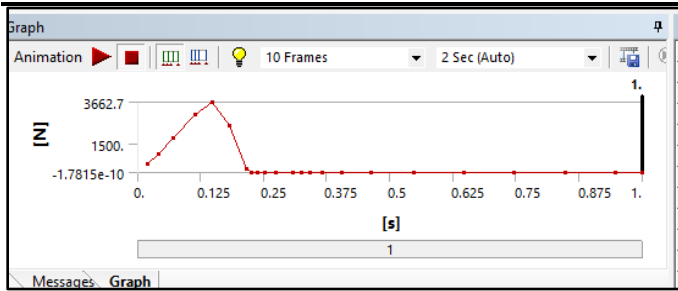 Graph
Animation 10 Frames 2 Sec (Auto)
1.
3662.7
[N]
1500.
-1.7815e-10
0. 0.125 0.25 0.375 0.5 0.625 0.75 0.875 1.
[s]
1
Messages Graph